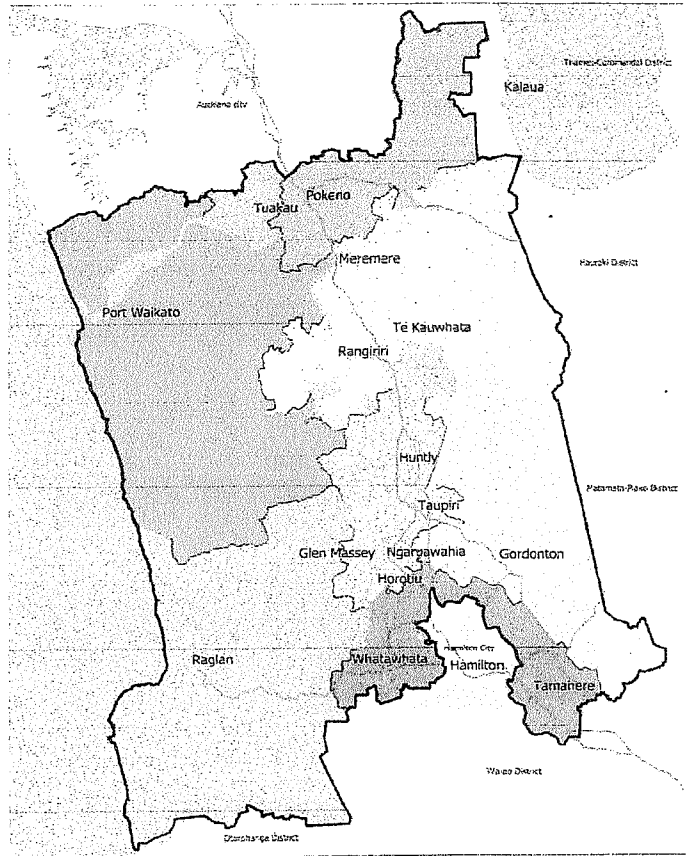 Thames-Coromandel District
Kaiaua
Auckland City
Pokeno
Tuakau
Meremere
Hauraki District
Port Waikato
Te Kauwhata
Rangiriri
Huntly
Matamata-Piako District
Taupiri
Glen Massey
Ngaruawahia
Gordonton
Horotiu
Hamilton City
Raglan
Whatawhata
Hamilton
Tamahere
Waipa District
Otorohanga District